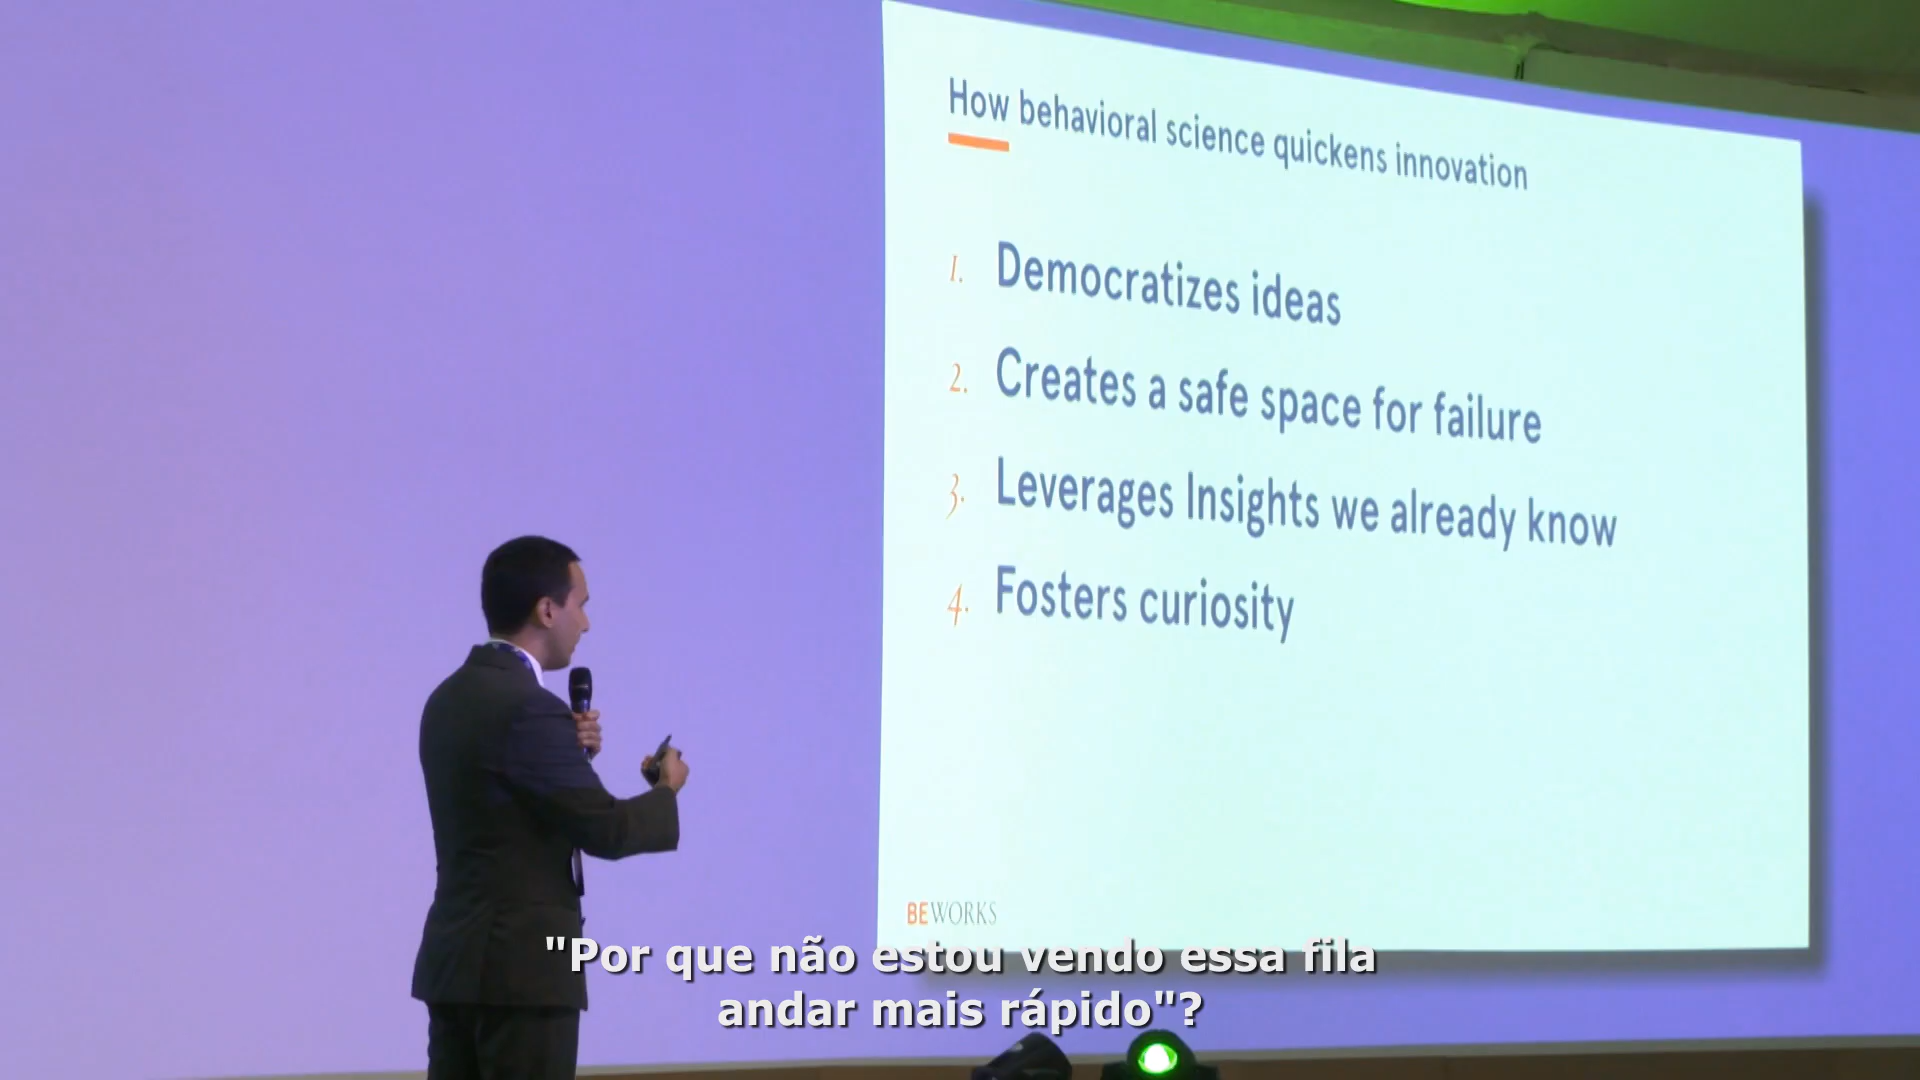 How behavioral science quickens innovation
1. Democratizes ideas
2. Creates a safe space for failure
3. Leverages Insights we already know
4. Fosters curiosity
BEWORKS
"Por que não estou vendo essa fila
andar mais rápido"?